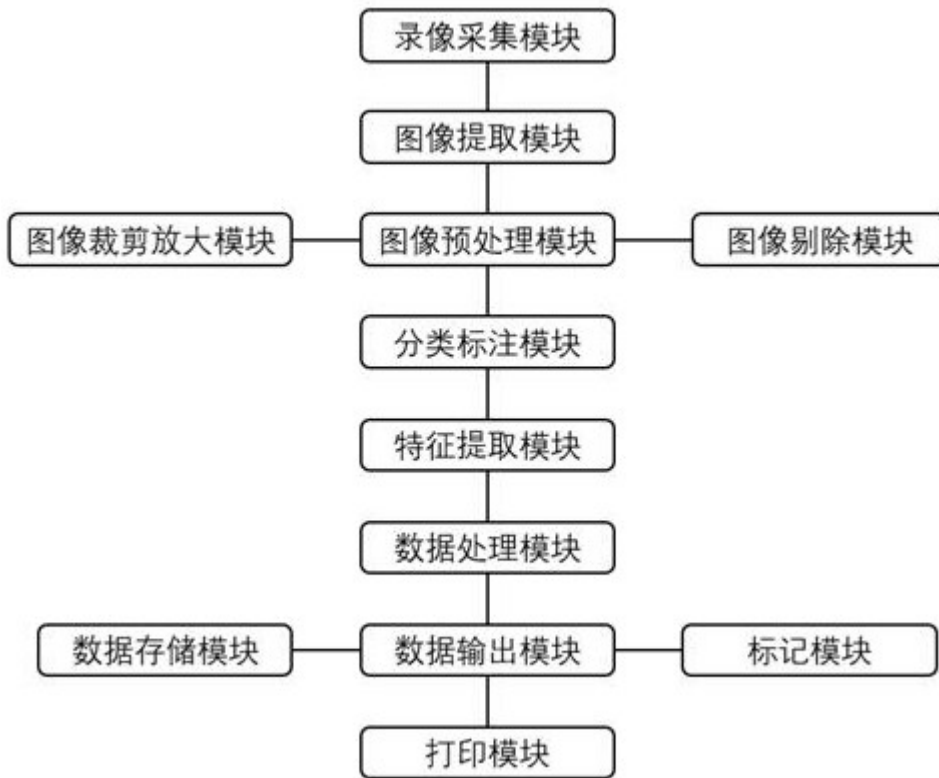 录像采集模块
图像提取模块
图像裁剪放大模块
图像预处理模块
图像剔除模块
分类标注模块
特征提取模块
数据处理模块
数据存储模块
数据输出模块
标记模块
打印模块